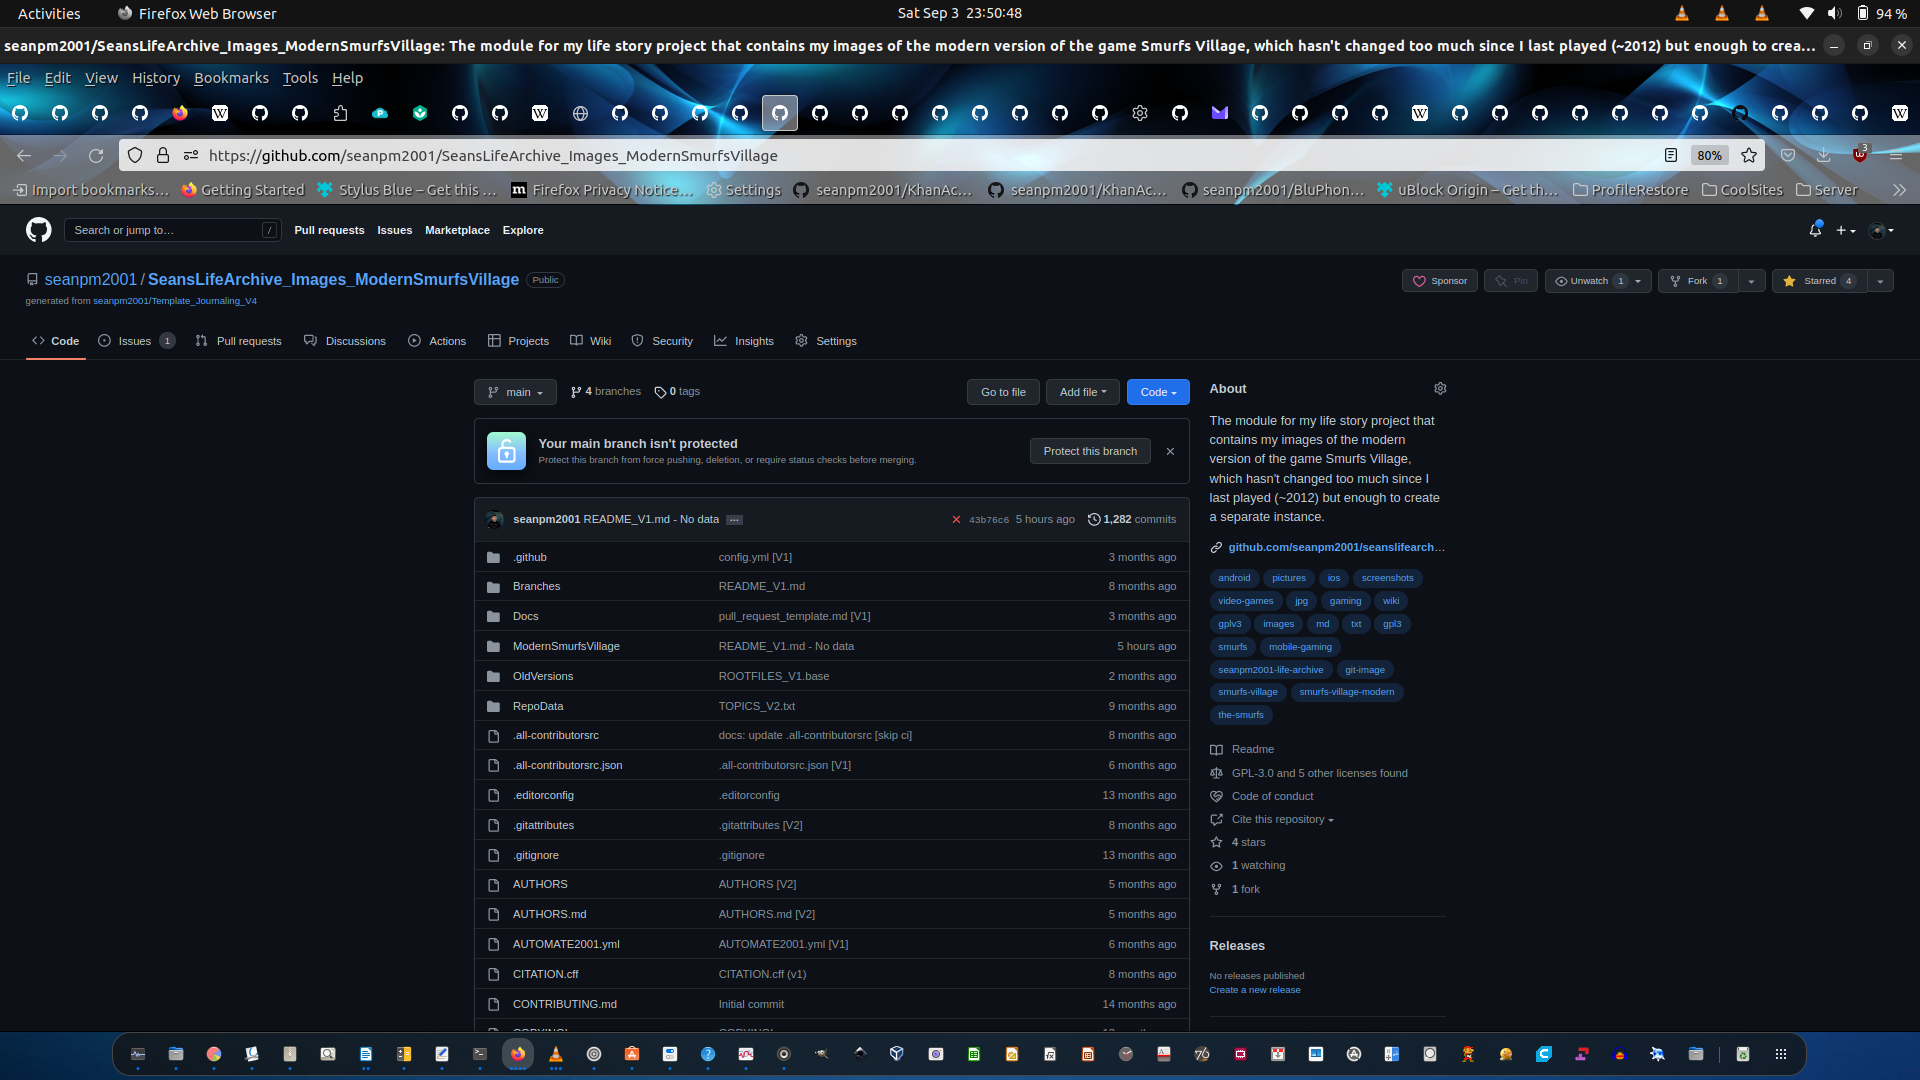 Activities Firefox Web Browser Sat Sep 3 23:50:48 94 %
seanpm2001/SeansLifeArchive_Images_ModernSmurfsVillage: The module for my life story project that contains my images of the modern version of the game Smurfs Village, which hasn't changed too much since I last played (~2012) but enough to crea…
File Edit View History Bookmarks Tools Help
https://github.com/seanpm2001/SeansLifeArchive_Images_ModernSmurfsVillage 80% 3
Import bookmarks… Getting Started Stylus Blue – Get this … Firefox Privacy Notice… Settings seanpm2001/KhanAc… seanpm2001/KhanAc… seanpm2001/BluPhon… uBlock Origin – Get th… ProfileRestore CoolSites Server
Search or jump to… / Pull requests Issues Marketplace Explore
seanpm2001 / SeansLifeArchive_Images_ModernSmurfsVillage Public Sponsor Pin Unwatch 1 Fork 1 Starred 4
generated from seanpm2001/Template_Journaling_V4
Code Issues 1 Pull requests Discussions Actions Projects Wiki Security Insights Settings
main 4 branches 0 tags Go to file Add file Code
Your main branch isn't protected
Protect this branch from force pushing, deletion, or require status checks before merging.
Protect this branch
seanpm2001 README_V1.md - No data … 43b76c6 5 hours ago 1,282 commits
.github config.yml [V1] 3 months ago
Branches README_V1.md 8 months ago
Docs pull_request_template.md [V1] 3 months ago
ModernSmurfsVillage README_V1.md - No data 5 hours ago
OldVersions ROOTFILES_V1.base 2 months ago
RepoData TOPICS_V2.txt 9 months ago
.all-contributorsrc docs: update .all-contributorsrc [skip ci] 8 months ago
.all-contributorsrc.json .all-contributorsrc.json [V1] 6 months ago
.editorconfig .editorconfig 13 months ago
.gitattributes .gitattributes [V2] 8 months ago
.gitignore .gitignore 13 months ago
AUTHORS AUTHORS [V2] 5 months ago
AUTHORS.md AUTHORS.md [V2] 5 months ago
AUTOMATE2001.yml AUTOMATE2001.yml [V1] 6 months ago
CITATION.cff CITATION.cff (v1) 8 months ago
CONTRIBUTING.md Initial commit 14 months ago
About
The module for my life story project that
contains my images of the modern
version of the game Smurfs Village,
which hasn't changed too much since I
last played (~2012) but enough to create
a separate instance.
github.com/seanpm2001/seanslifearch…
android pictures ios screenshots
video-games jpg gaming wiki
gplv3 images md txt gpl3
smurfs mobile-gaming
seanpm2001-life-archive git-image
smurfs-village smurfs-village-modern
the-smurfs
Readme
GPL-3.0 and 5 other licenses found
Code of conduct
Cite this repository
4 stars
1 watching
1 fork
Releases
No releases published
Create a new release